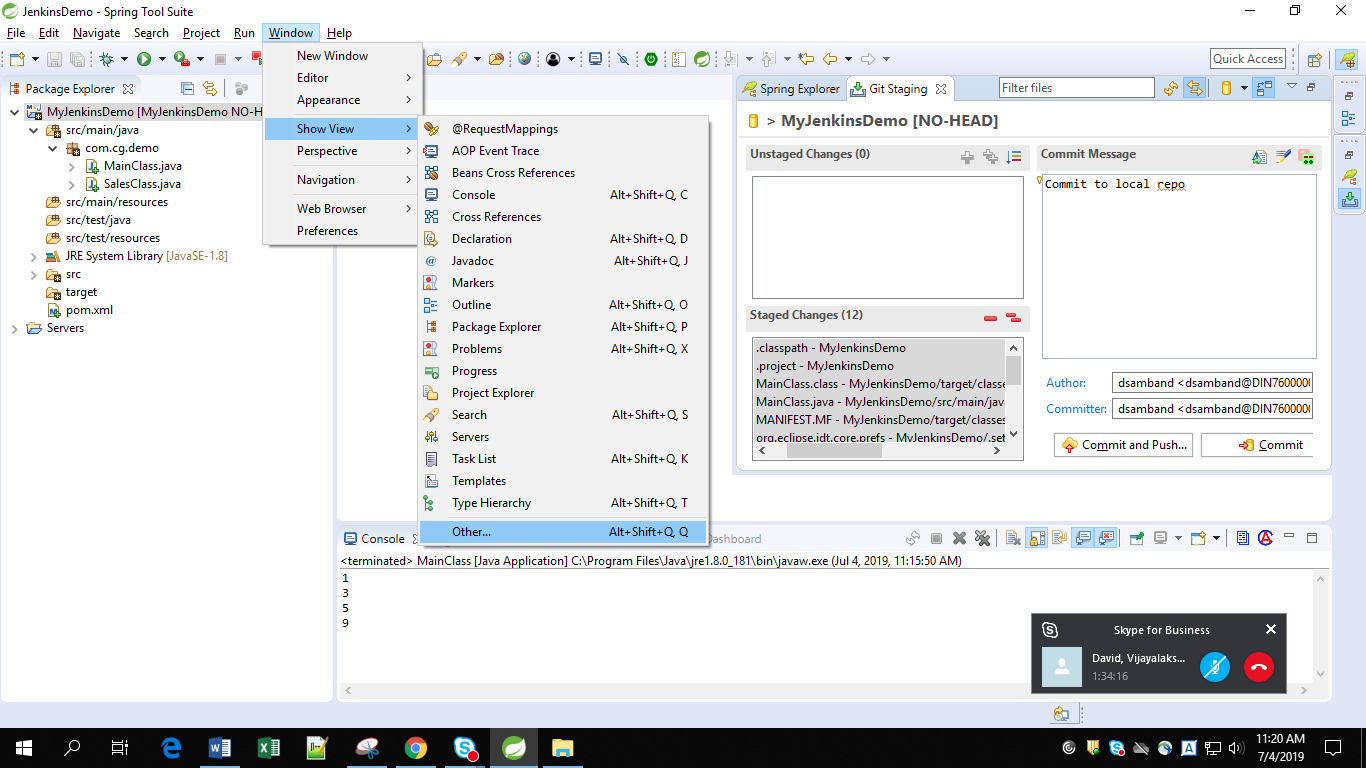 JenkinsDemo - Spring Tool Suite
File Edit Navigate Search Project Run Window Help
Quick Access
Package Explorer
MyJenkinsDemo [MyJenkinsDemo NO-H
src/main/java
com.cg.demo
MainClass.java
SalesClass.java
src/main/resources
src/test/java
src/test/resources
JRE System Library [JavaSE-1.8]
src
target
pom.xml
Servers
New Window
Editor
Appearance
Show View
Perspective
Navigation
Web Browser
Preferences
@RequestMappings
AOP Event Trace
Beans Cross References
Console Alt+Shift+Q, C
Cross References
Declaration Alt+Shift+Q, D
Javadoc Alt+Shift+Q, J
Markers
Outline Alt+Shift+Q, O
Package Explorer Alt+Shift+Q, P
Problems Alt+Shift+Q, X
Progress
Project Explorer
Search Alt+Shift+Q, S
Servers
Task List Alt+Shift+Q, K
Templates
Type Hierarchy Alt+Shift+Q, T
Other... Alt+Shift+Q, Q
Spring Explorer Git Staging
Filter files
> MyJenkinsDemo [NO-HEAD]
Unstaged Changes (0)
Staged Changes (12)
.classpath - MyJenkinsDemo
.project - MyJenkinsDemo
MainClass.class - MyJenkinsDemo/target/classe
MainClass.java - MyJenkinsDemo/src/main/jav
MANIFEST.MF - MyJenkinsDemo/target/classes
org.eclipse.jdt.core.prefs - MyJenkinsDemo/.set
Commit Message
Commit to local repo
Author: dsamband <dsamband@DIN7600000
Committer: dsamband <dsamband@DIN7600000
Commit and Push... Commit
Console Dashboard
<terminated> MainClass [Java Application] C:\Program Files\Java\jre1.8.0_181\bin\javaw.exe (Jul 4, 2019, 11:15:50 AM)
1
3
5
9
Skype for Business
David, Vijayalaks...
1:34:16
11:20 AM
7/4/2019